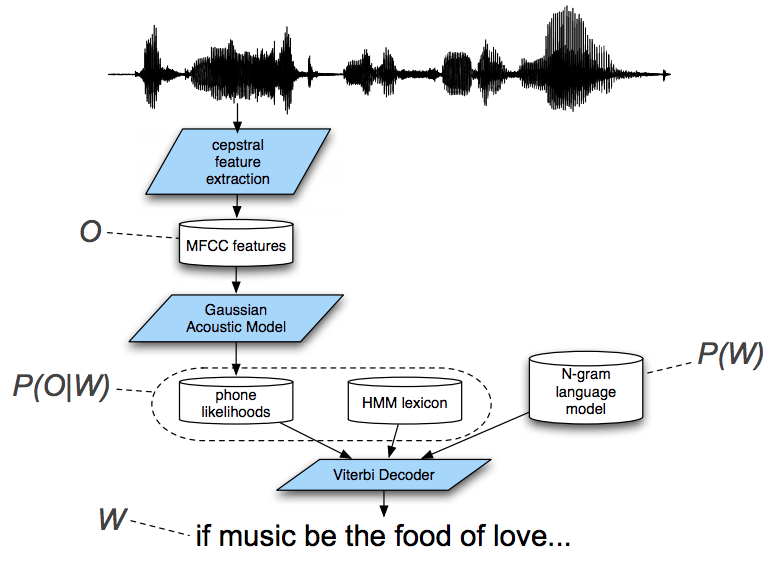 cepstral
feature
extraction
O
MFCC features
Gaussian
Acoustic Model
P(O|W)
phone
likelihoods
HMM lexicon
N-gram
language
model
P(W)
Viterbi Decoder
W
if music be the food of love...